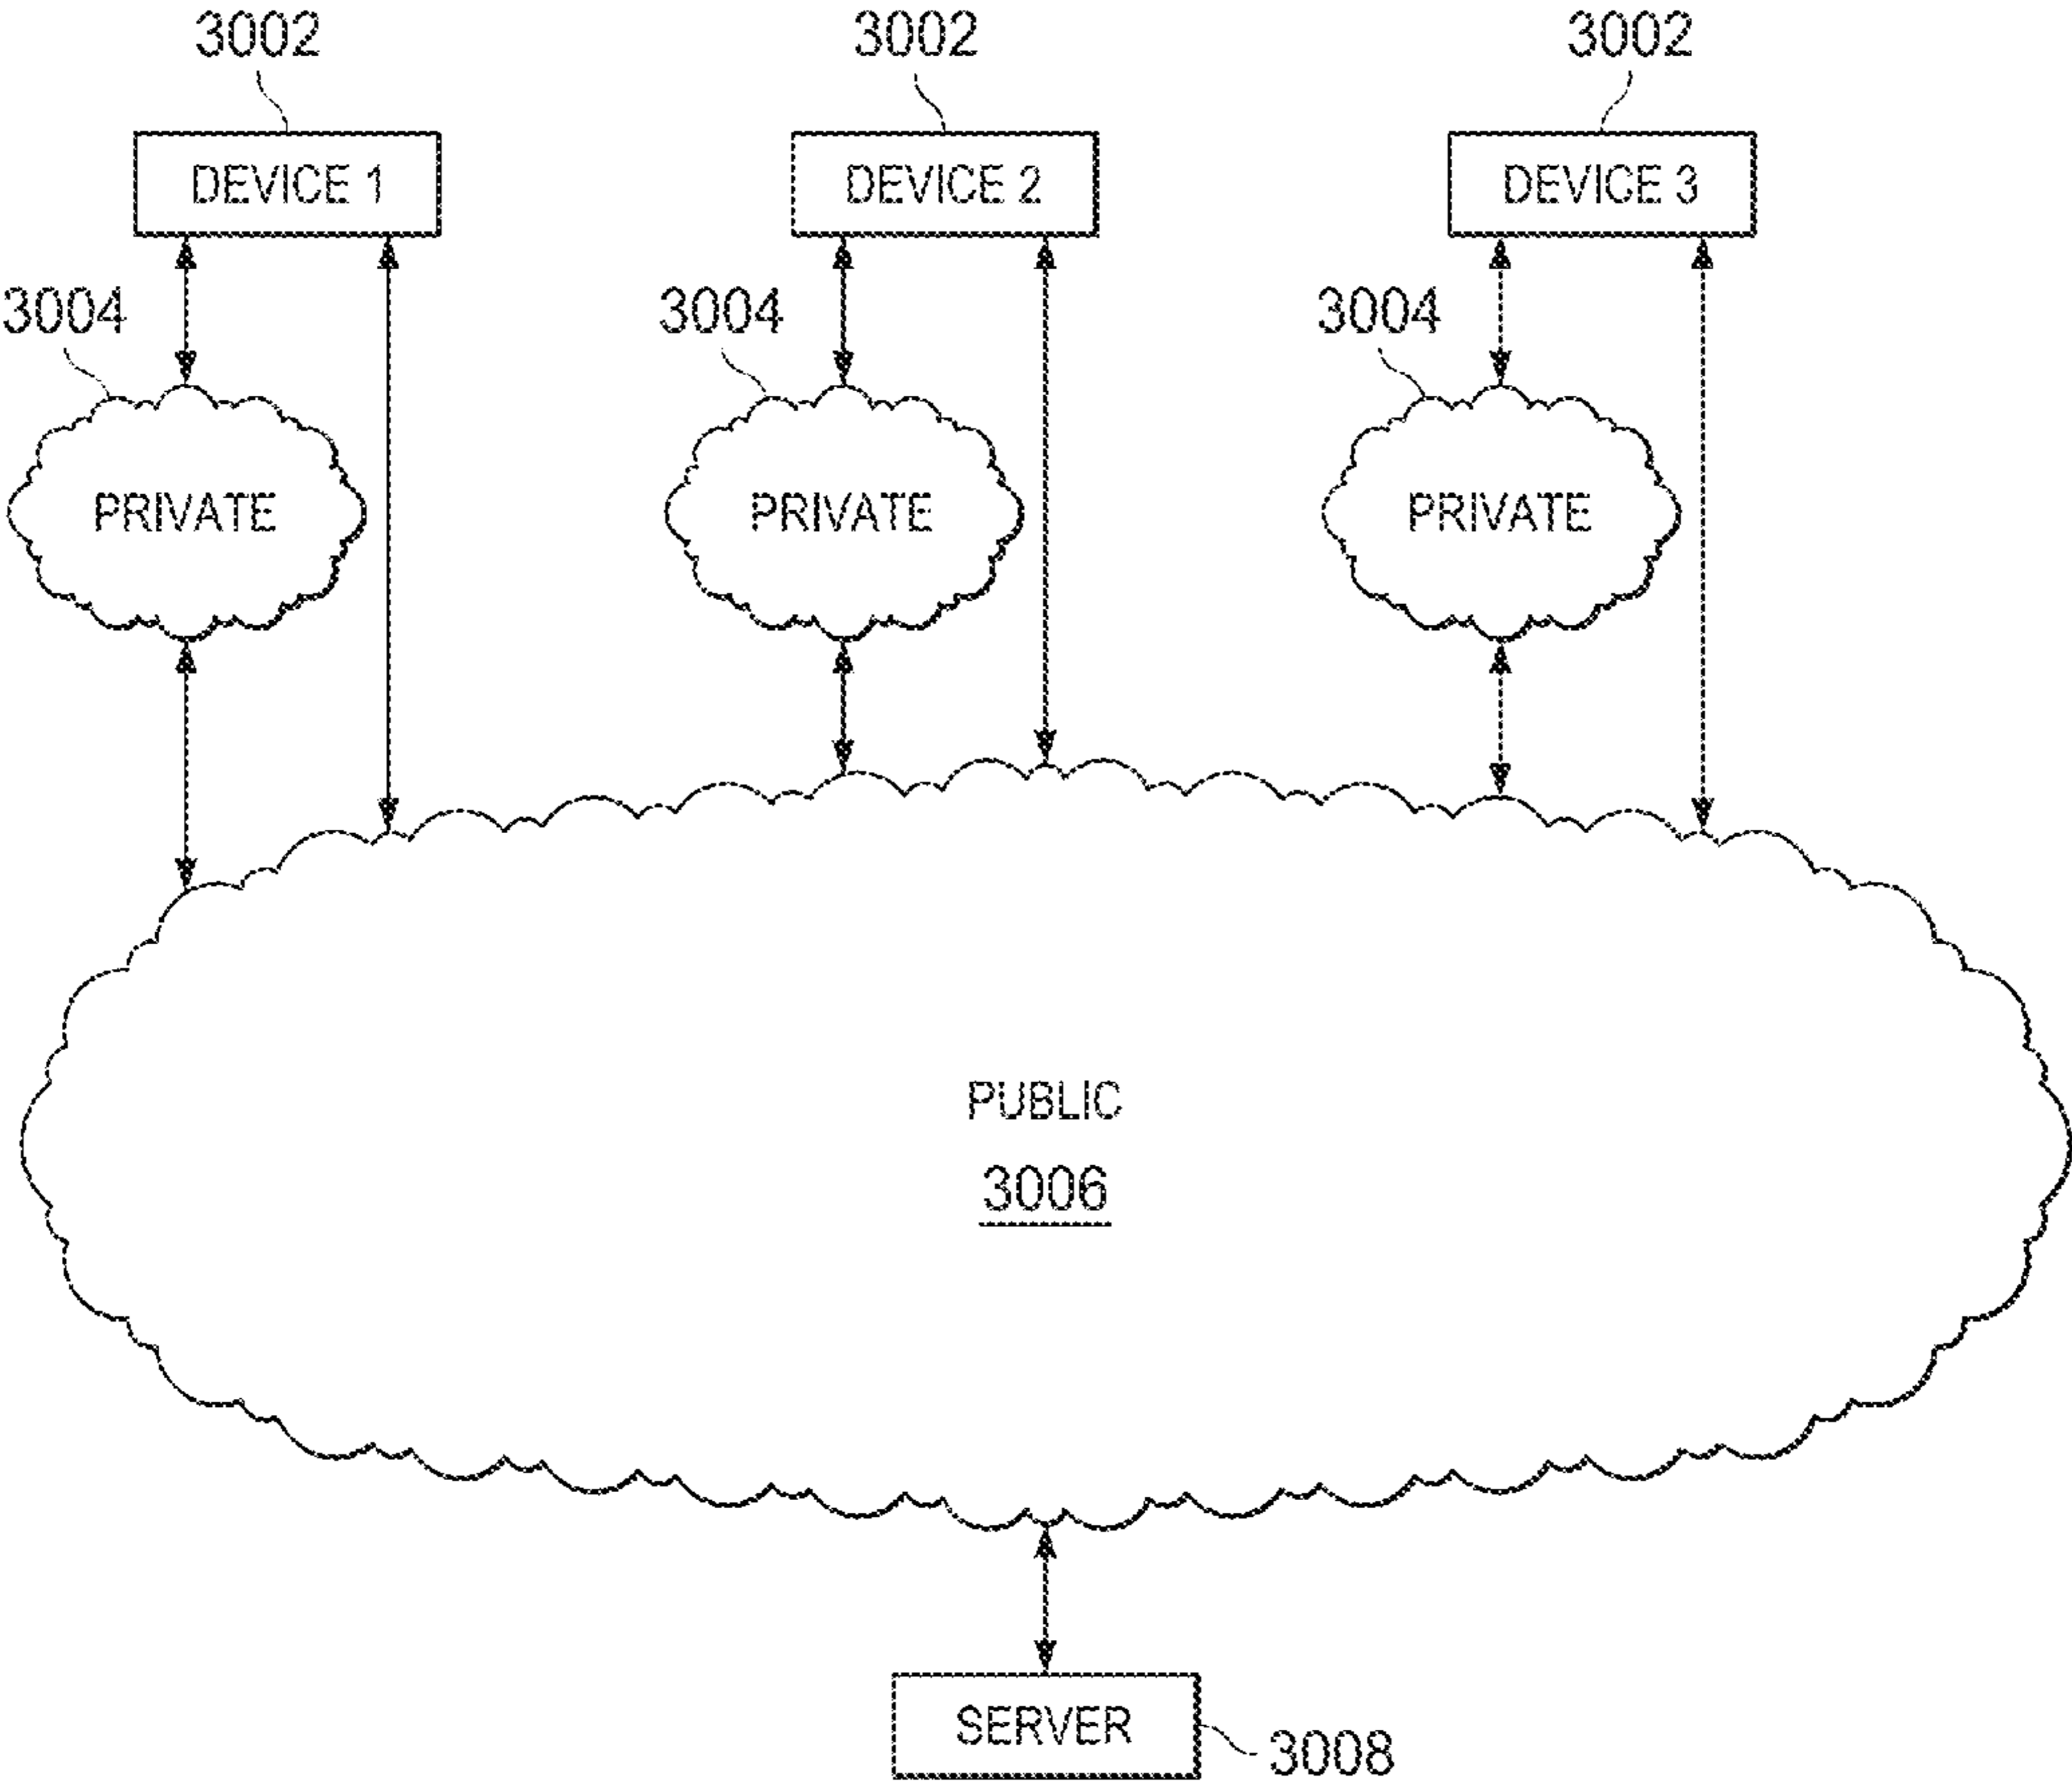 3002
3002
3002
DEVICE 1
DEVICE 2
DEVICE 3
3004
3004
3004
PRIVATE
PRIVATE
PRIVATE
PUBLIC
3006
SERVER
3008